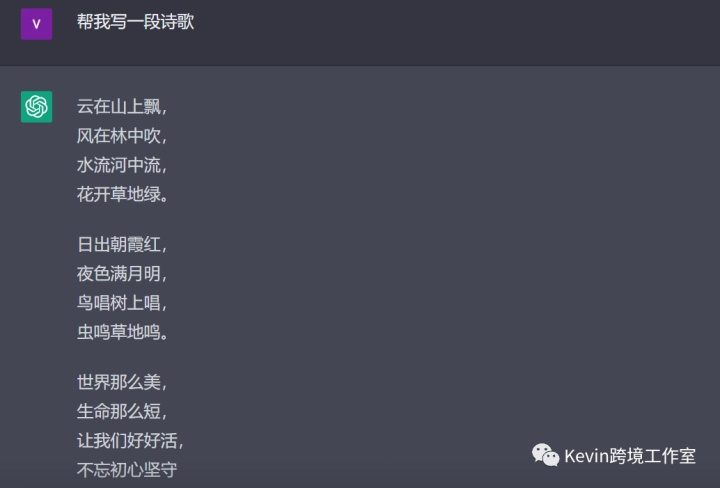 V
帮我写一段诗歌
云在山上飘，
风在林中吹，
水流河中流，
花开草地绿。
日出朝霞红，
夜色满月明，
鸟唱树上唱，
虫鸣草地鸣。
世界那么美，
生命那么短，
让我们好好活，
不忘初心坚守
Kevin跨境工作室